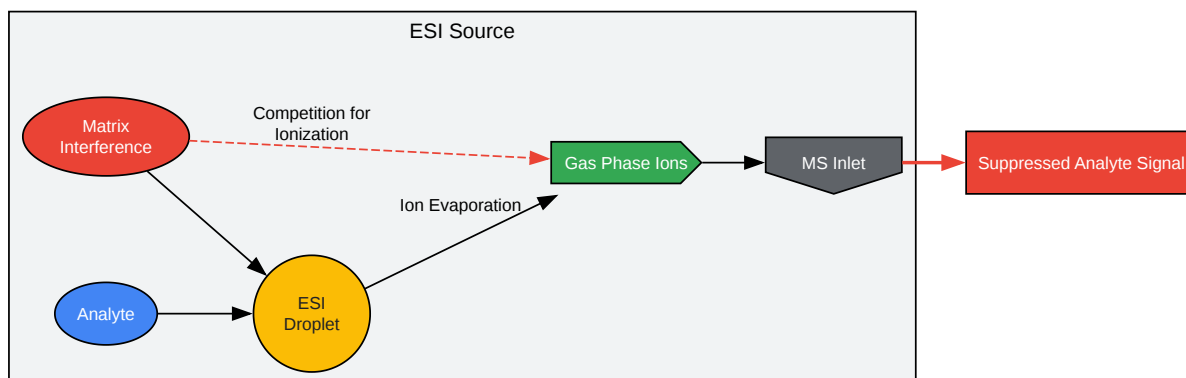 ESI Source
Matrix
Interference
Competition for
Ionization
Gas Phase Ions
MS Inlet
Suppressed Analyte Signal
Ion Evaporation
Analyte
ESI
Droplet